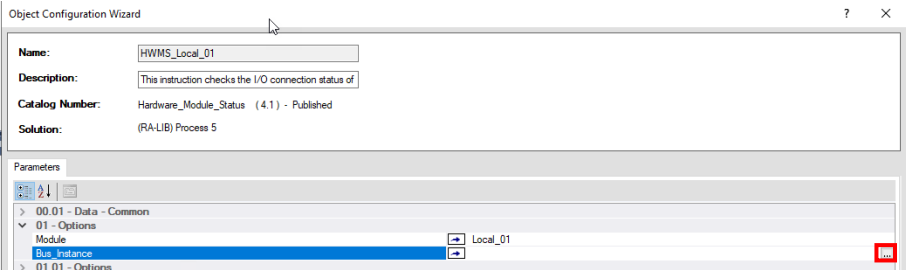 Object Configuration Wizard ? ×
Name: HWMS_Local_01
Description: This instruction checks the I/O connection status of
Catalog Number: Hardware_Module_Status ( 4.1 ) - Published
Solution: (RA-LIB) Process 5
Parameters
00.01 - Data - Common
01 - Options
Module Local_01
Bus_Instance ...
01.01 - Options